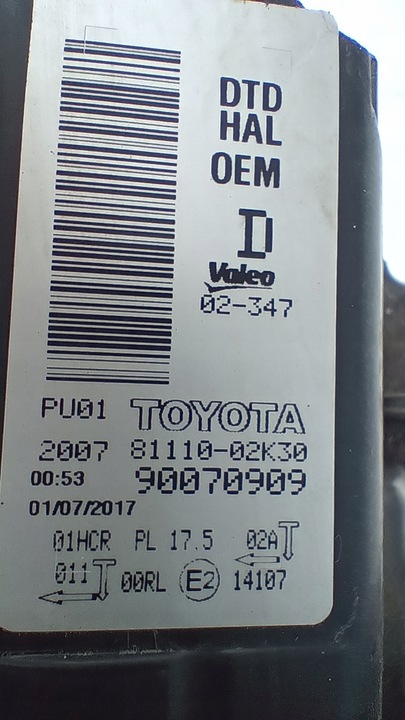 DTD
HAL
OEM
D
Valeo
02-347
PU01 TOYOTA
2007 81110-02K30
00:53 90070909
01/07/2017
01HCR PL 17.5 02A
011 00RL E2 14107